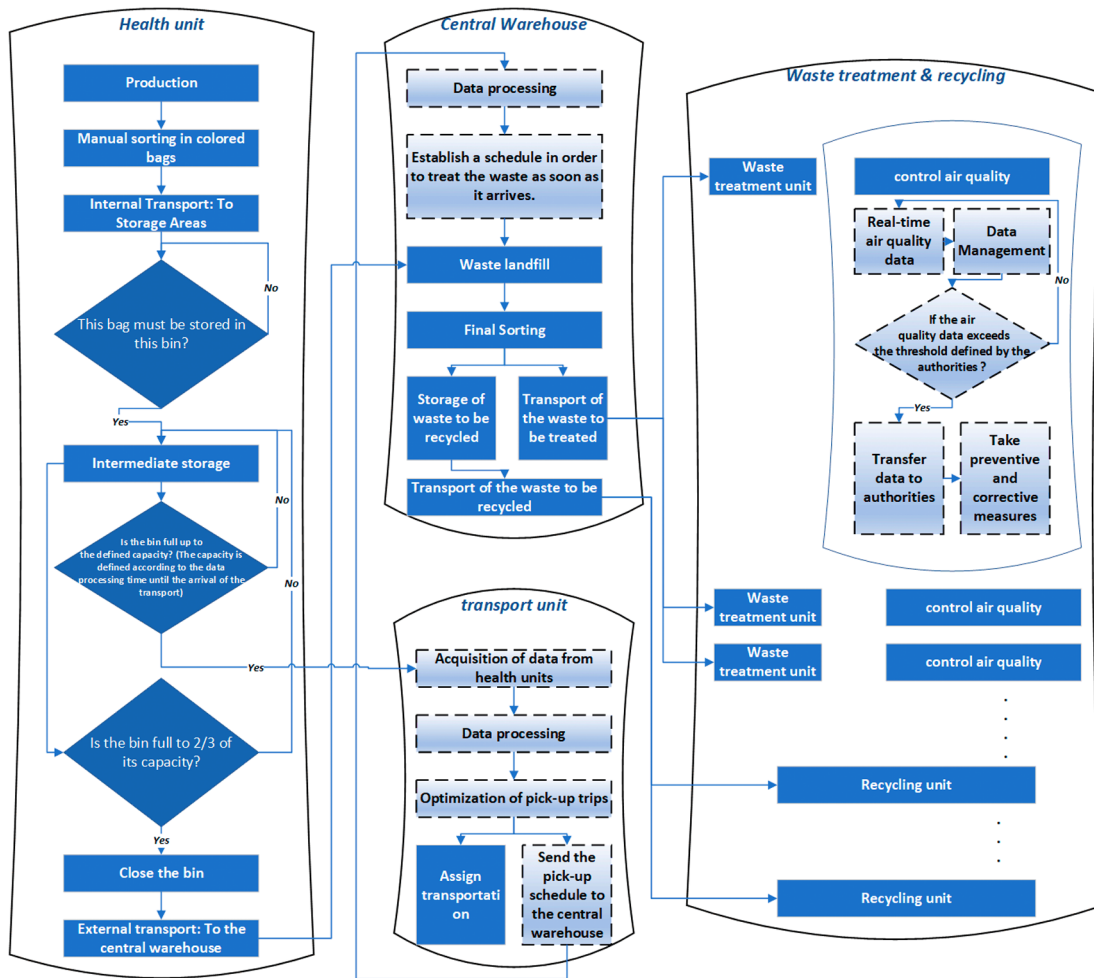 Health unit
Production
Manual sorting in colored
bags
Internal Transport: To
Storage Areas
No
This bag must be stored in
this bin?
Yes
Intermediate storage
No
Is the bin full up to
the defined capacity? (The capacity is
defined according to the data
processing time until the arrival of the
transport)
No
Yes
Is the bin full to 2/3 of
its capacity?
Yes
Close the bin
External transport: To the
central warehouse
Central Warehouse
Data processing
Establish a schedule in order
to treat the waste as soon as
it arrives.
Waste landfill
Final Sorting
Storage of
waste to be
recycled
Transport of
the waste to
be treated
Transport of the waste to be
recycled
transport unit
Acquisition of data from
health units
Data processing
Optimization of pick-up trips
Assign
transportati
on
Send the
pick-up
schedule to
the central
warehouse
Waste treatment & recycling
Waste
treatment unit
control air quality
Real-time
air quality
data
Data
Management
No
If the air
quality data exceeds
the threshold defined by the
authorities ?
Yes
Transfer
data to
authorities
Take
preventive
and
corrective
measures
Waste
treatment unit
control air quality
Waste
treatment unit
control air quality
Recycling unit
Recycling unit